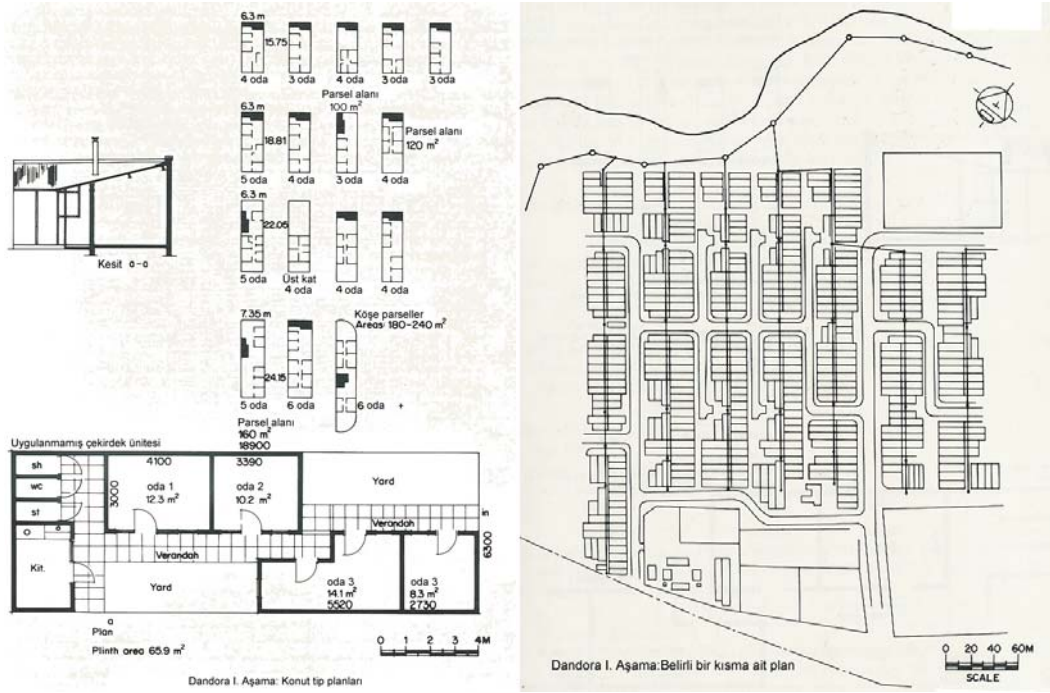 6.3 m
15.75
4 oda 3 oda 4 oda 3 oda 3 oda
Parsel alanı
100 m²
6.3 m
18.81
Parsel alanı
120 m²
5 oda 4 oda 3 oda 4 oda
6.3 m
22.05
5 oda Üst kat 4 oda 4 oda
4 oda
Kesit a-a
7.35 m
Köşe parseller
Areas 180-240 m²
24.15
5 oda 6 oda 6 oda +
Parsel alanı
160 m²
18900
Uygulanmamış çekirdek ünitesi
sh
wc
st
Kit.
4100
3000
oda 1
12.3 m²
3390
oda 2
10.2 m²
Yard
Verandah
in
6300
Verandah
Yard
oda 3
14.1 m²
5520
oda 3
8.3 m²
2730
a
Plan
Plinth area 65.9 m²
0 1 2 3 4M
Dandora I. Aşama: Konut tip planları
Dandora I. Aşama:Belirli bir kısma ait plan
0 20 40 60M
SCALE